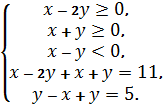 x − 2y ≥ 0,
x + y ≥ 0,
x − y < 0,
x − 2y + x + y = 11,
y − x + y = 5.